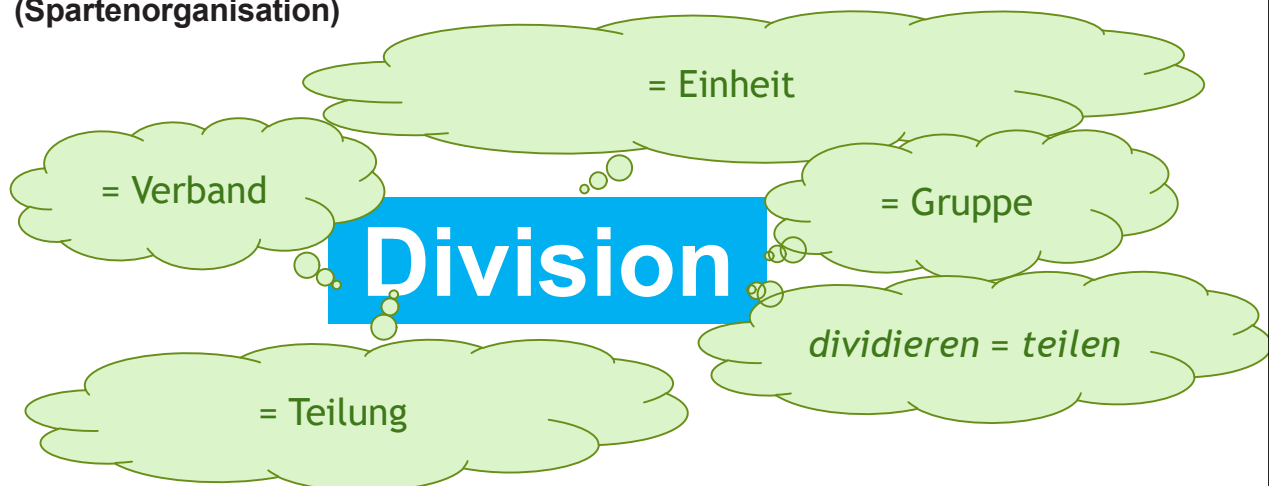 (Spartenorganisation)
= Einheit
= Verband
= Gruppe
Division
dividieren = teilen
= Teilung